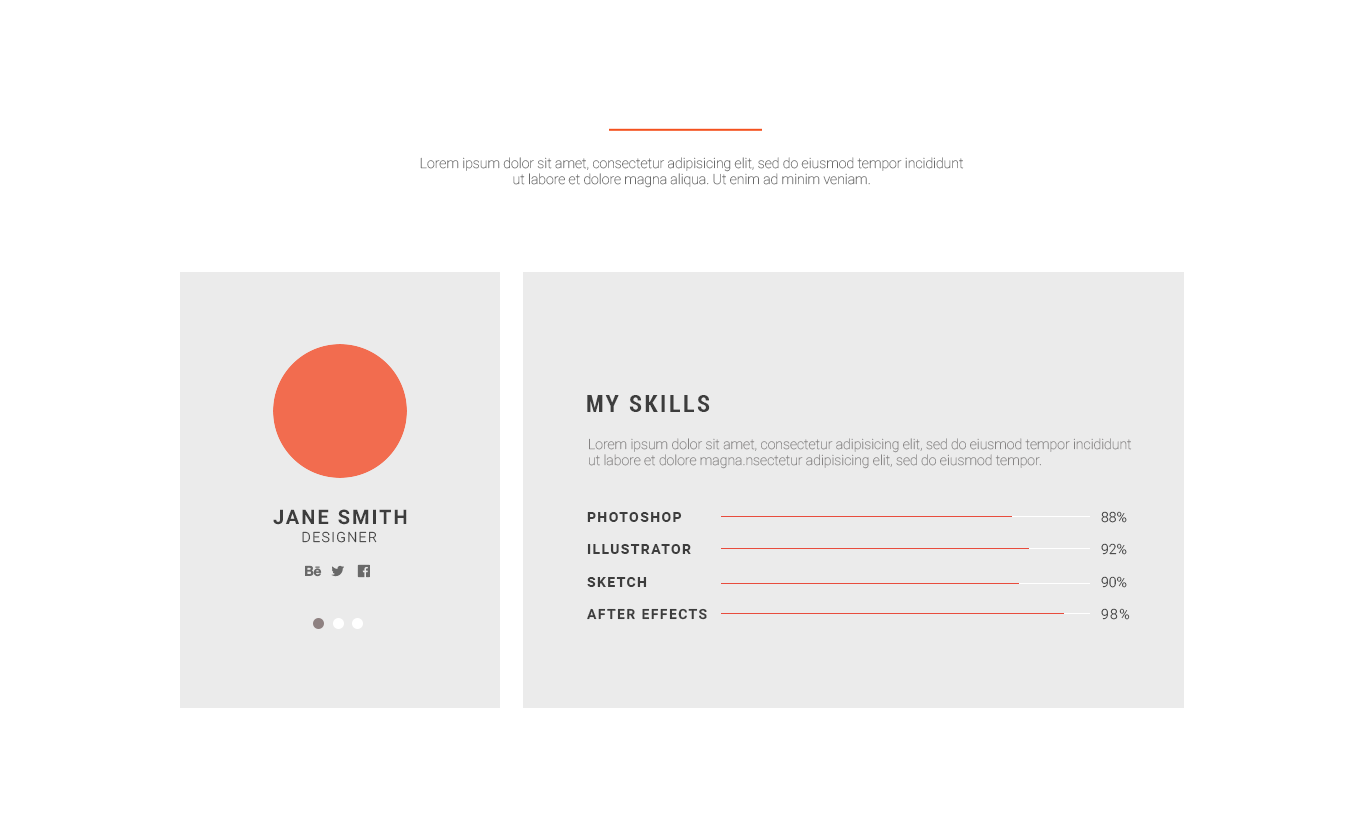 Lorem ipsum dolor sit amet, consectetur adipisicing elit, sed do eiusmod tempor incididunt
ut labore et dolore magna aliqua. Ut enim ad minim veniam.
JANE SMITH
DESIGNER
Bē
MY SKILLS
Lorem ipsum dolor sit amet, consectetur adipisicing elit, sed do eiusmod tempor incididunt
ut labore et dolore magna.nsectetur adipisicing elit, sed do eiusmod tempor.
PHOTOSHOP 88%
ILLUSTRATOR 92%
SKETCH 90%
AFTER EFFECTS 98%